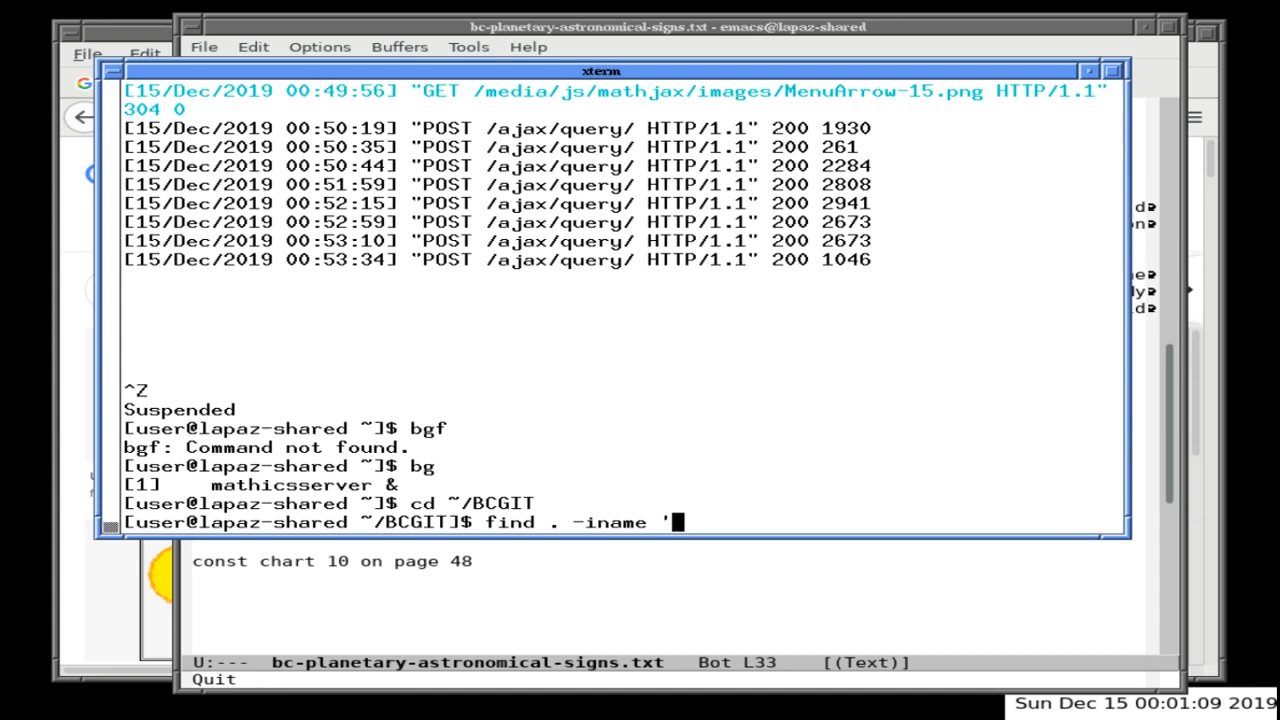 bc-planetary-astronomical-signs.txt - emacs@lapaz-shared
File Edit Options Buffers Tools Help
File Edit
xterm
[15/Dec/2019 00:49:56] "GET /media/js/mathjax/images/MenuArrow-15.png HTTP/1.1"
304 0
[15/Dec/2019 00:50:19] "POST /ajax/query/ HTTP/1.1" 200 1930
[15/Dec/2019 00:50:35] "POST /ajax/query/ HTTP/1.1" 200 261
[15/Dec/2019 00:50:44] "POST /ajax/query/ HTTP/1.1" 200 2284
[15/Dec/2019 00:51:59] "POST /ajax/query/ HTTP/1.1" 200 2808
[15/Dec/2019 00:52:15] "POST /ajax/query/ HTTP/1.1" 200 2941
[15/Dec/2019 00:52:59] "POST /ajax/query/ HTTP/1.1" 200 2673
[15/Dec/2019 00:53:10] "POST /ajax/query/ HTTP/1.1" 200 2673
[15/Dec/2019 00:53:34] "POST /ajax/query/ HTTP/1.1" 200 1046
^Z
Suspended
[user@lapaz-shared ~]$ bgf
bgf: Command not found.
[user@lapaz-shared ~]$ bg
[1] mathicsserver &
[user@lapaz-shared ~]$ cd ~/BCGIT
[user@lapaz-shared ~/BCGIT]$ find . -iname '
const chart 10 on page 48
U:--- bc-planetary-astronomical-signs.txt Bot L33 [(Text)]
Quit
Sun Dec 15 00:01:09 2019